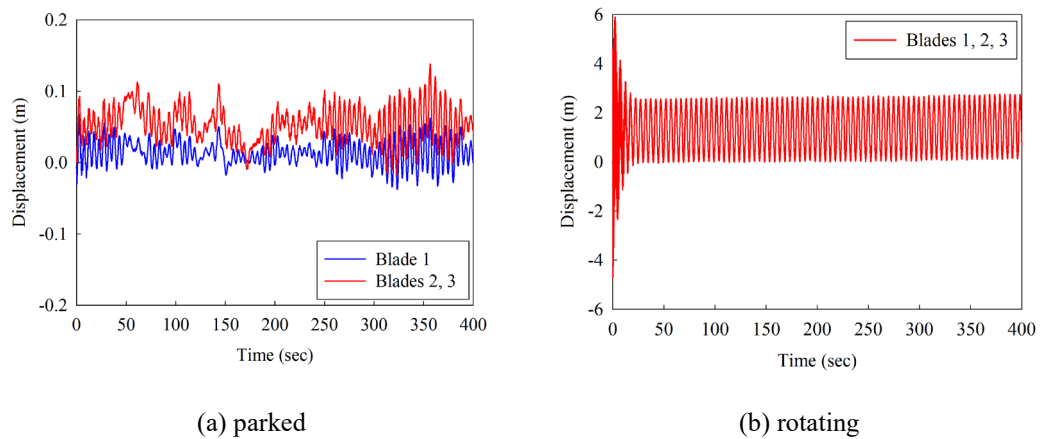 0.2
0.1
0.0
-0.1
-0.2
Displacement (m)
Blade 1
Blades 2, 3
0 50 100 150 200 250 300 350 400
Time (sec)
(a) parked
6
4
2
0
-2
-4
-6
Displacement (m)
Blades 1, 2, 3
0 50 100 150 200 250 300 350 400
Time (sec)
(b) rotating